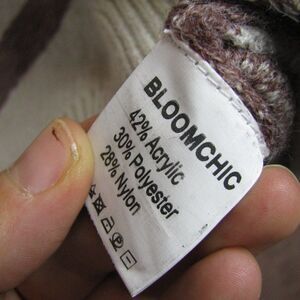 BLOOMCHIC
42% Acrylic
30% Polyester
28% Nylon